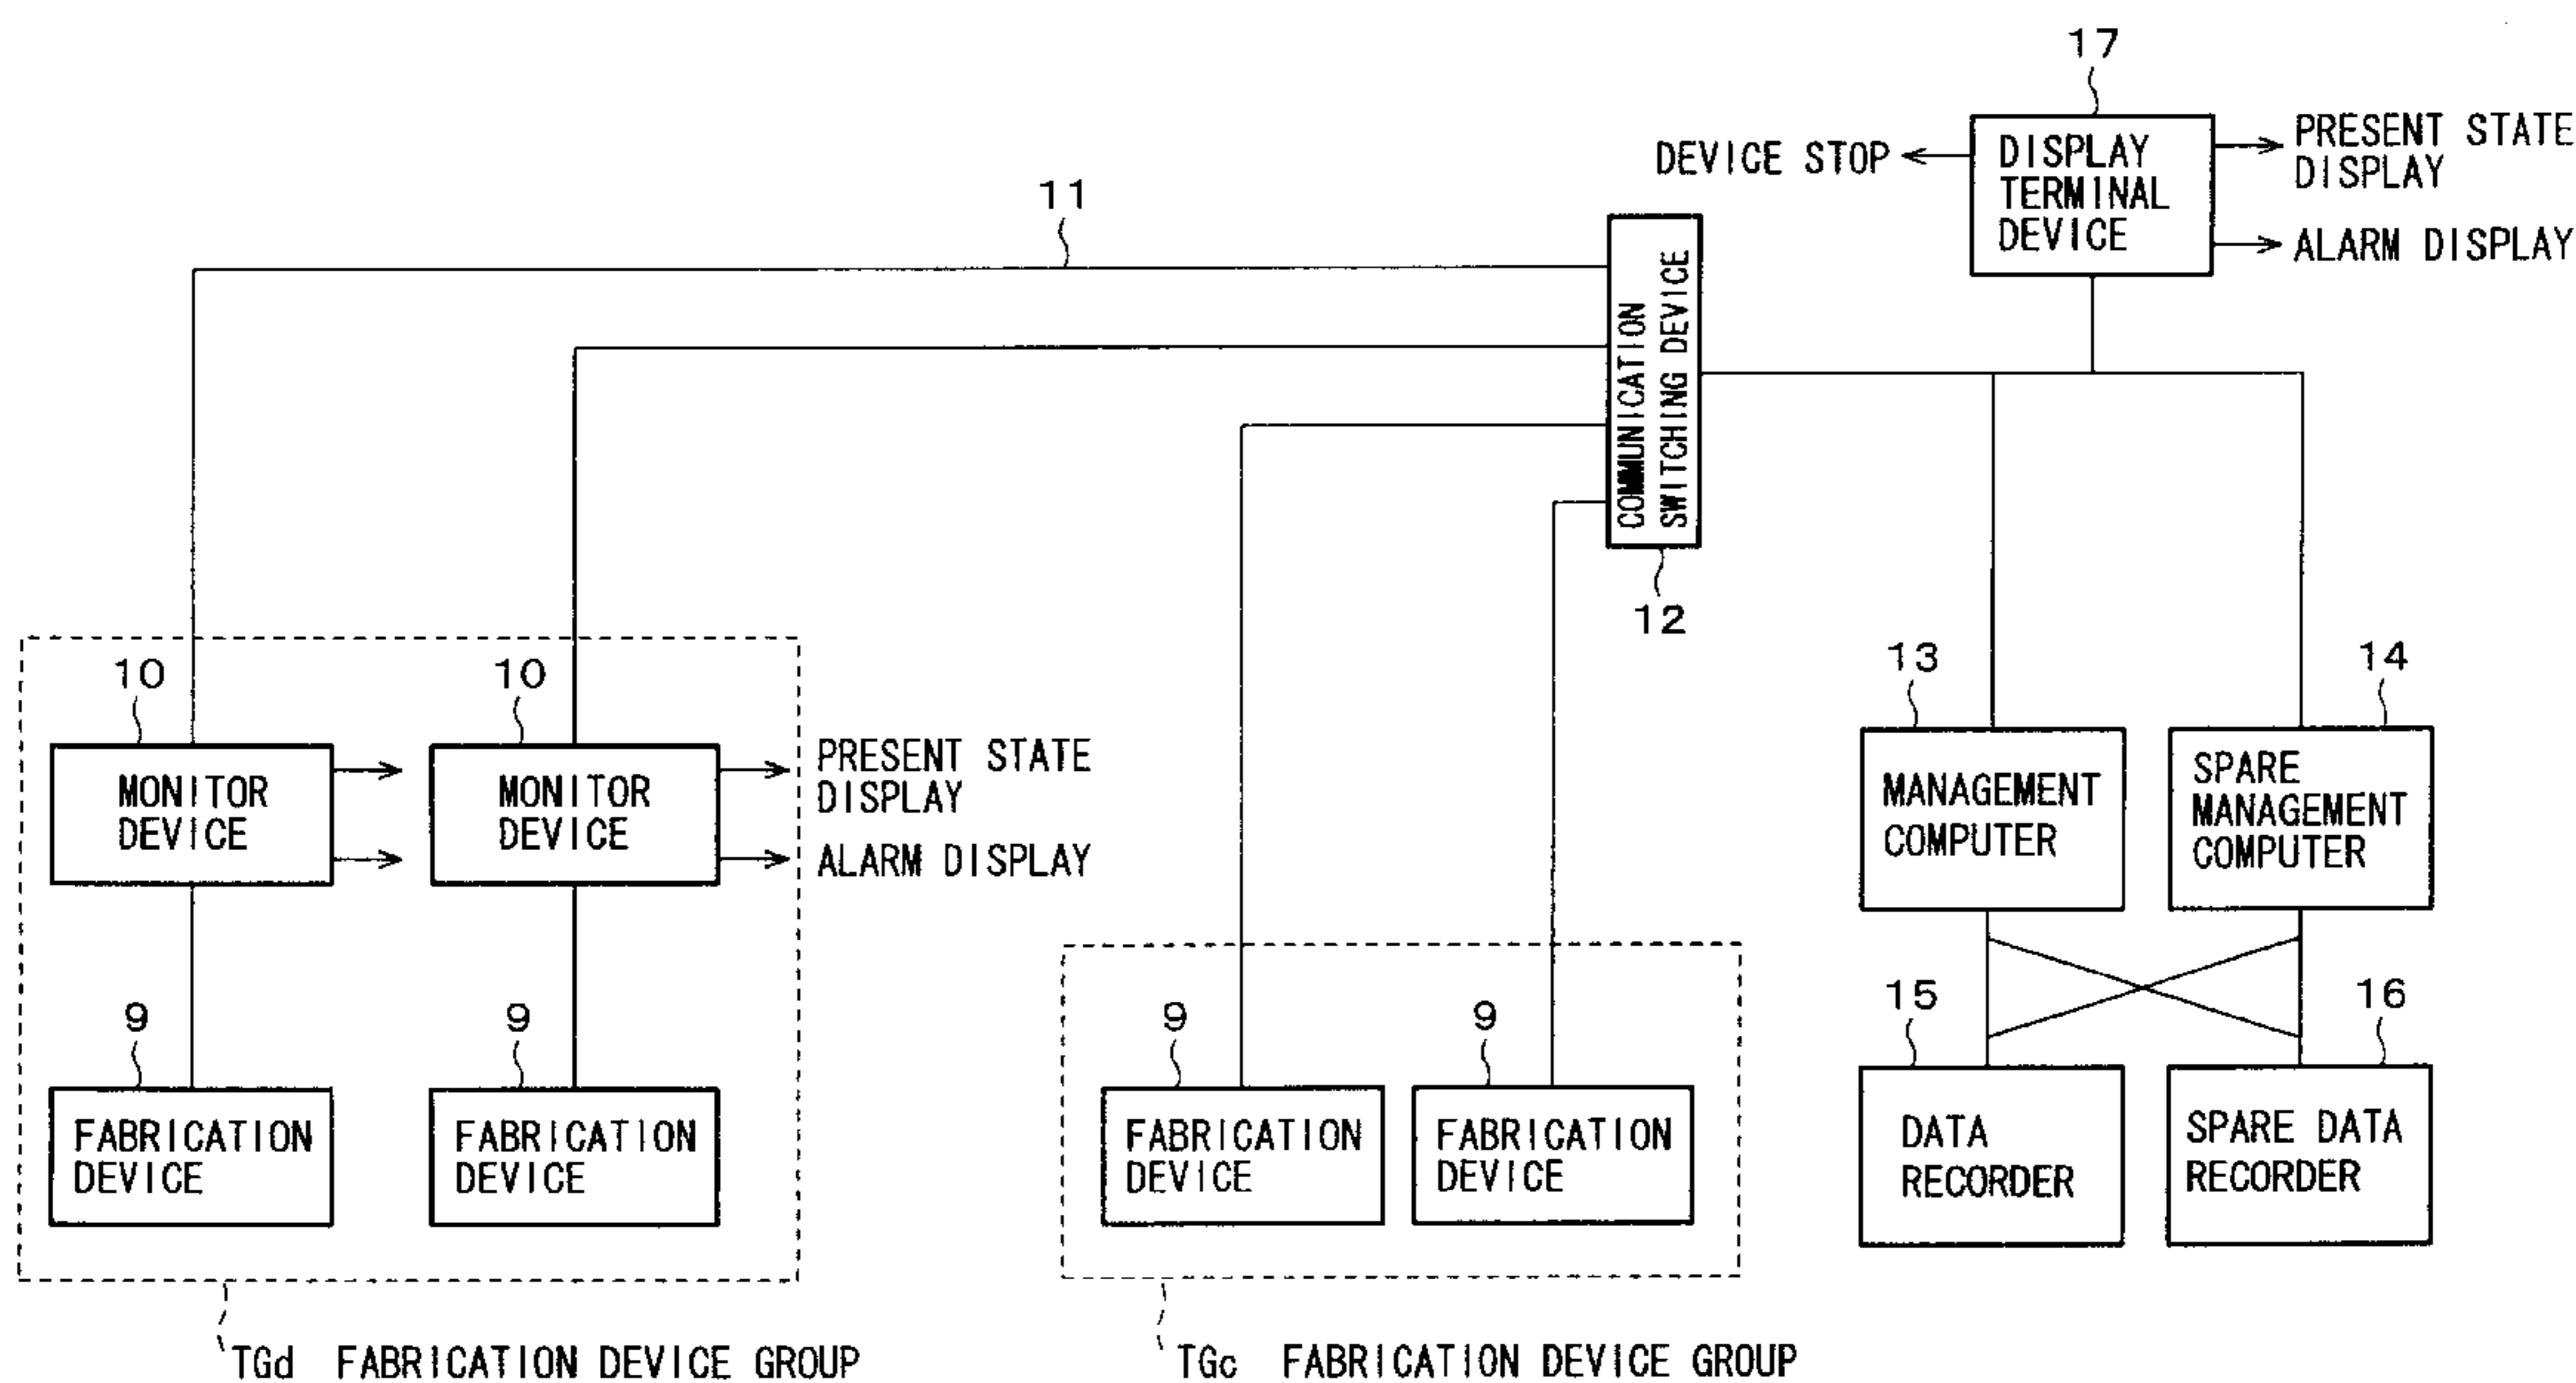 17
DEVICE STOP
DISPLAY
TERMINAL
DEVICE
PRESENT STATE
DISPLAY
ALARM DISPLAY
11
COMMUNICATION
SWITCHING DEVICE
12
10
MONITOR
DEVICE
10
MONITOR
DEVICE
PRESENT STATE
DISPLAY
ALARM DISPLAY
13
MANAGEMENT
COMPUTER
14
SPARE
MANAGEMENT
COMPUTER
9
FABRICATION
DEVICE
9
FABRICATION
DEVICE
9
FABRICATION
DEVICE
9
FABRICATION
DEVICE
15
DATA
RECORDER
16
SPARE DATA
RECORDER
TGd FABRICATION DEVICE GROUP
TGc FABRICATION DEVICE GROUP